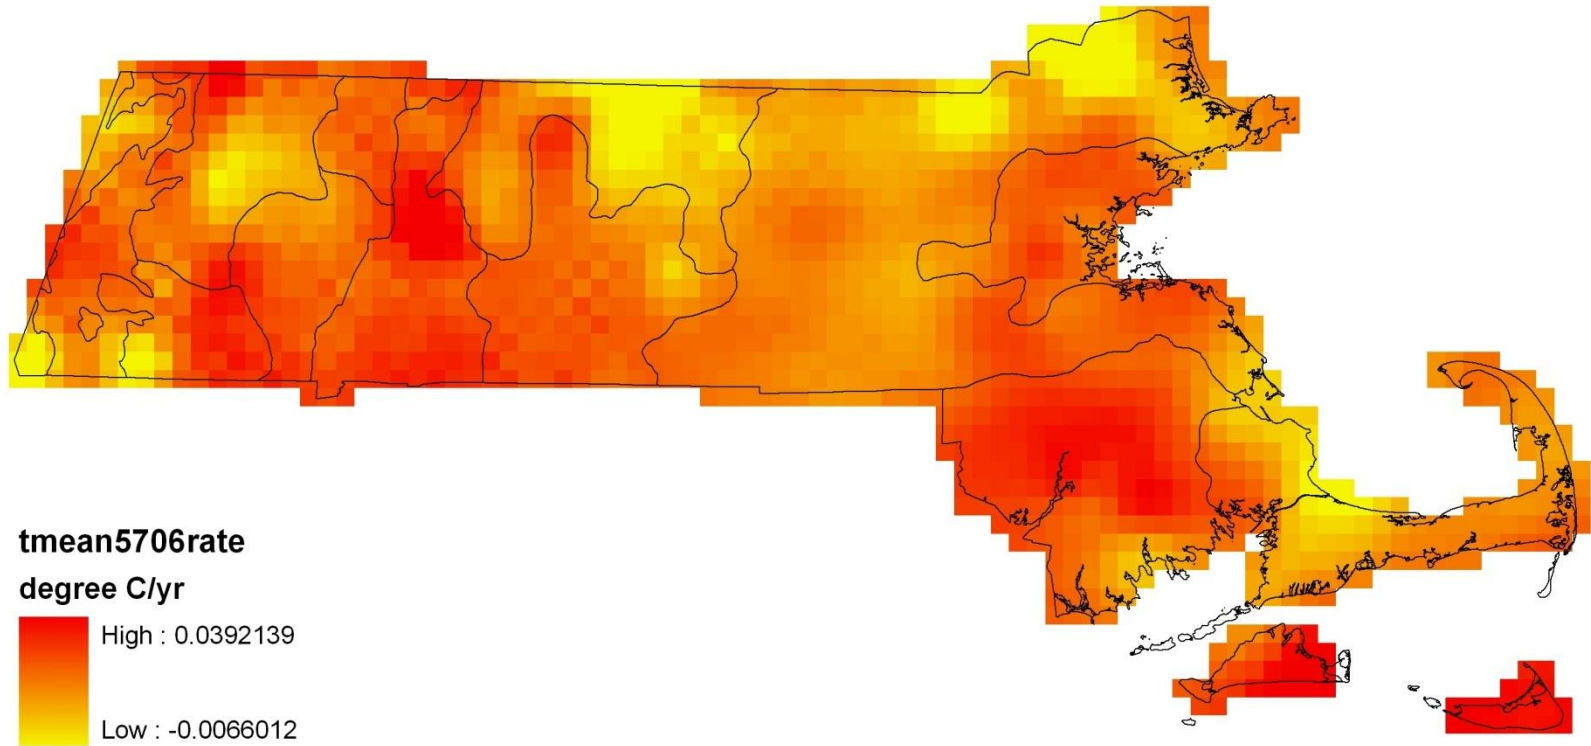 tmean5706rate
degree C/yr
High : 0.0392139
Low : -0.0066012